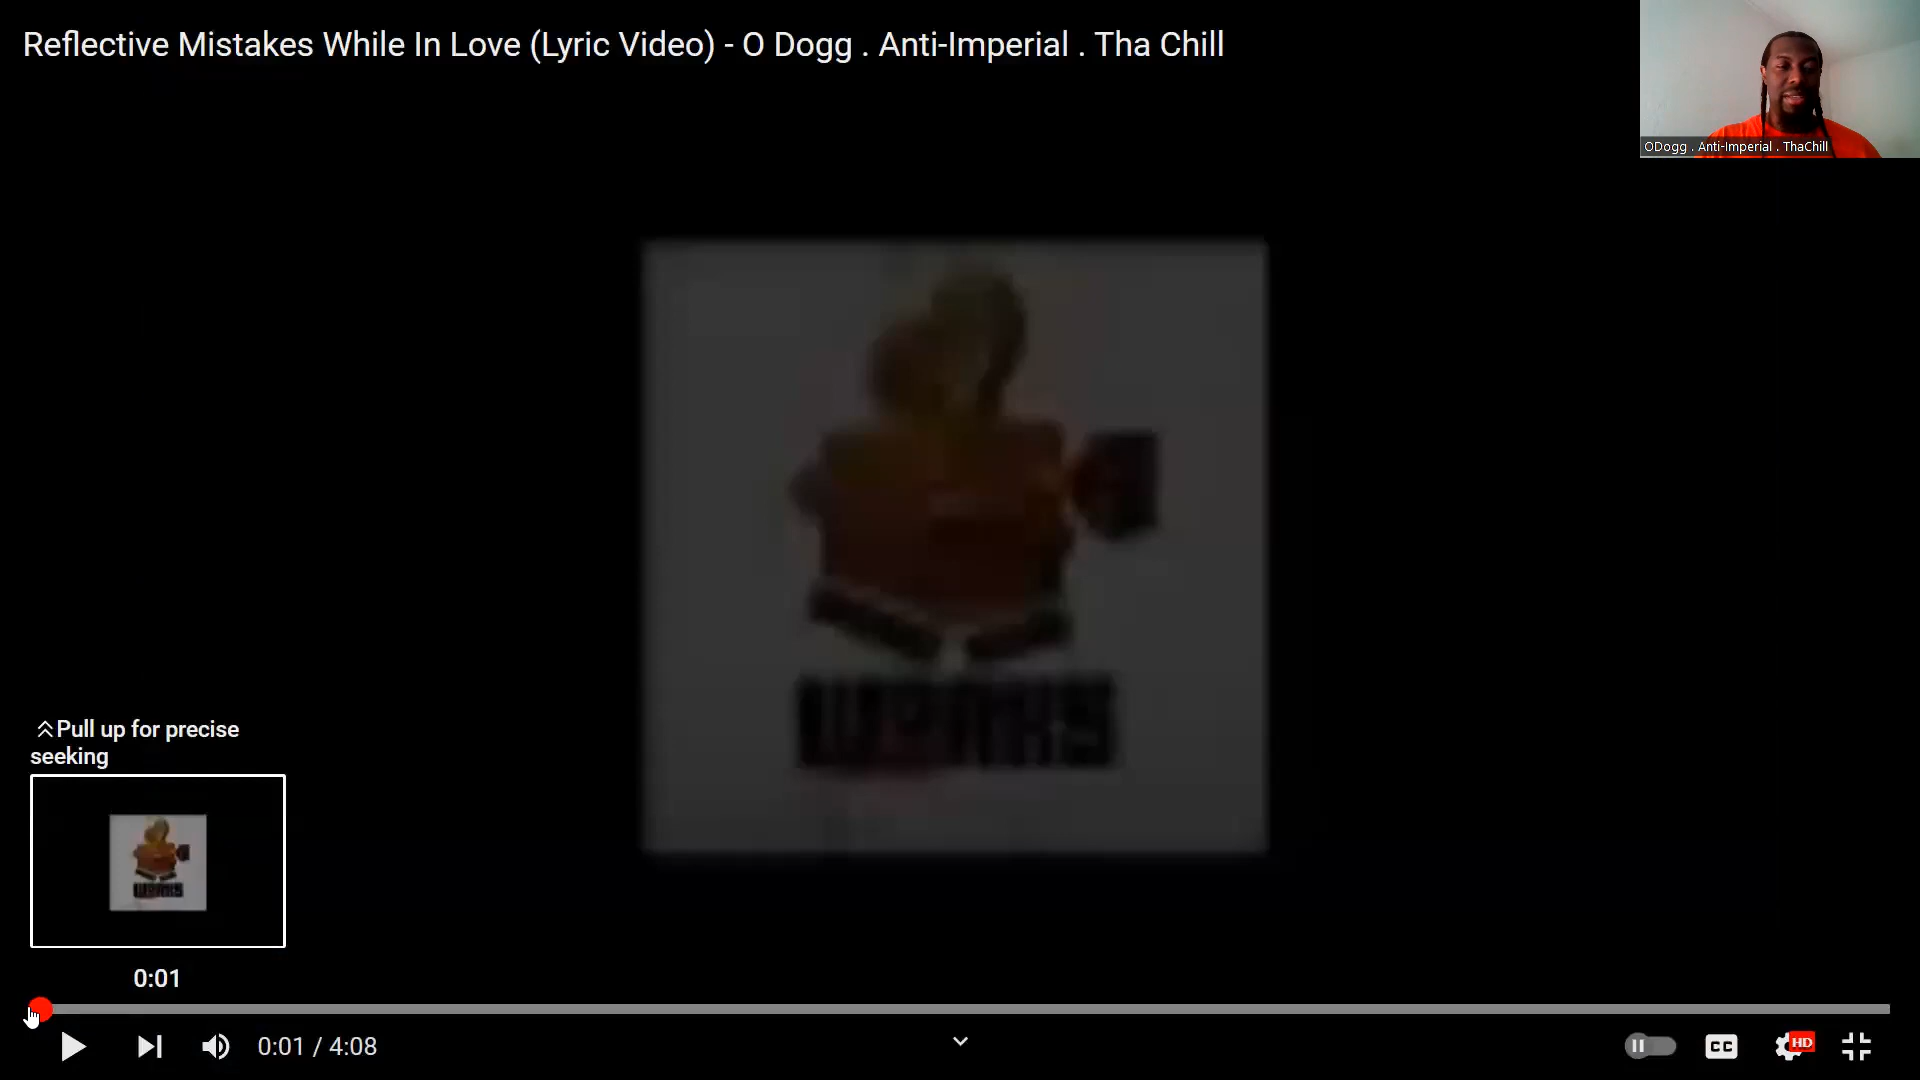 Reflective Mistakes While In Love (Lyric Video) - O Dogg . Anti-Imperial . Tha Chill
ODogg . Anti-Imperial . ThaChill
Pull up for precise
seeking
0:01
0:01 / 4:08
CC
HD